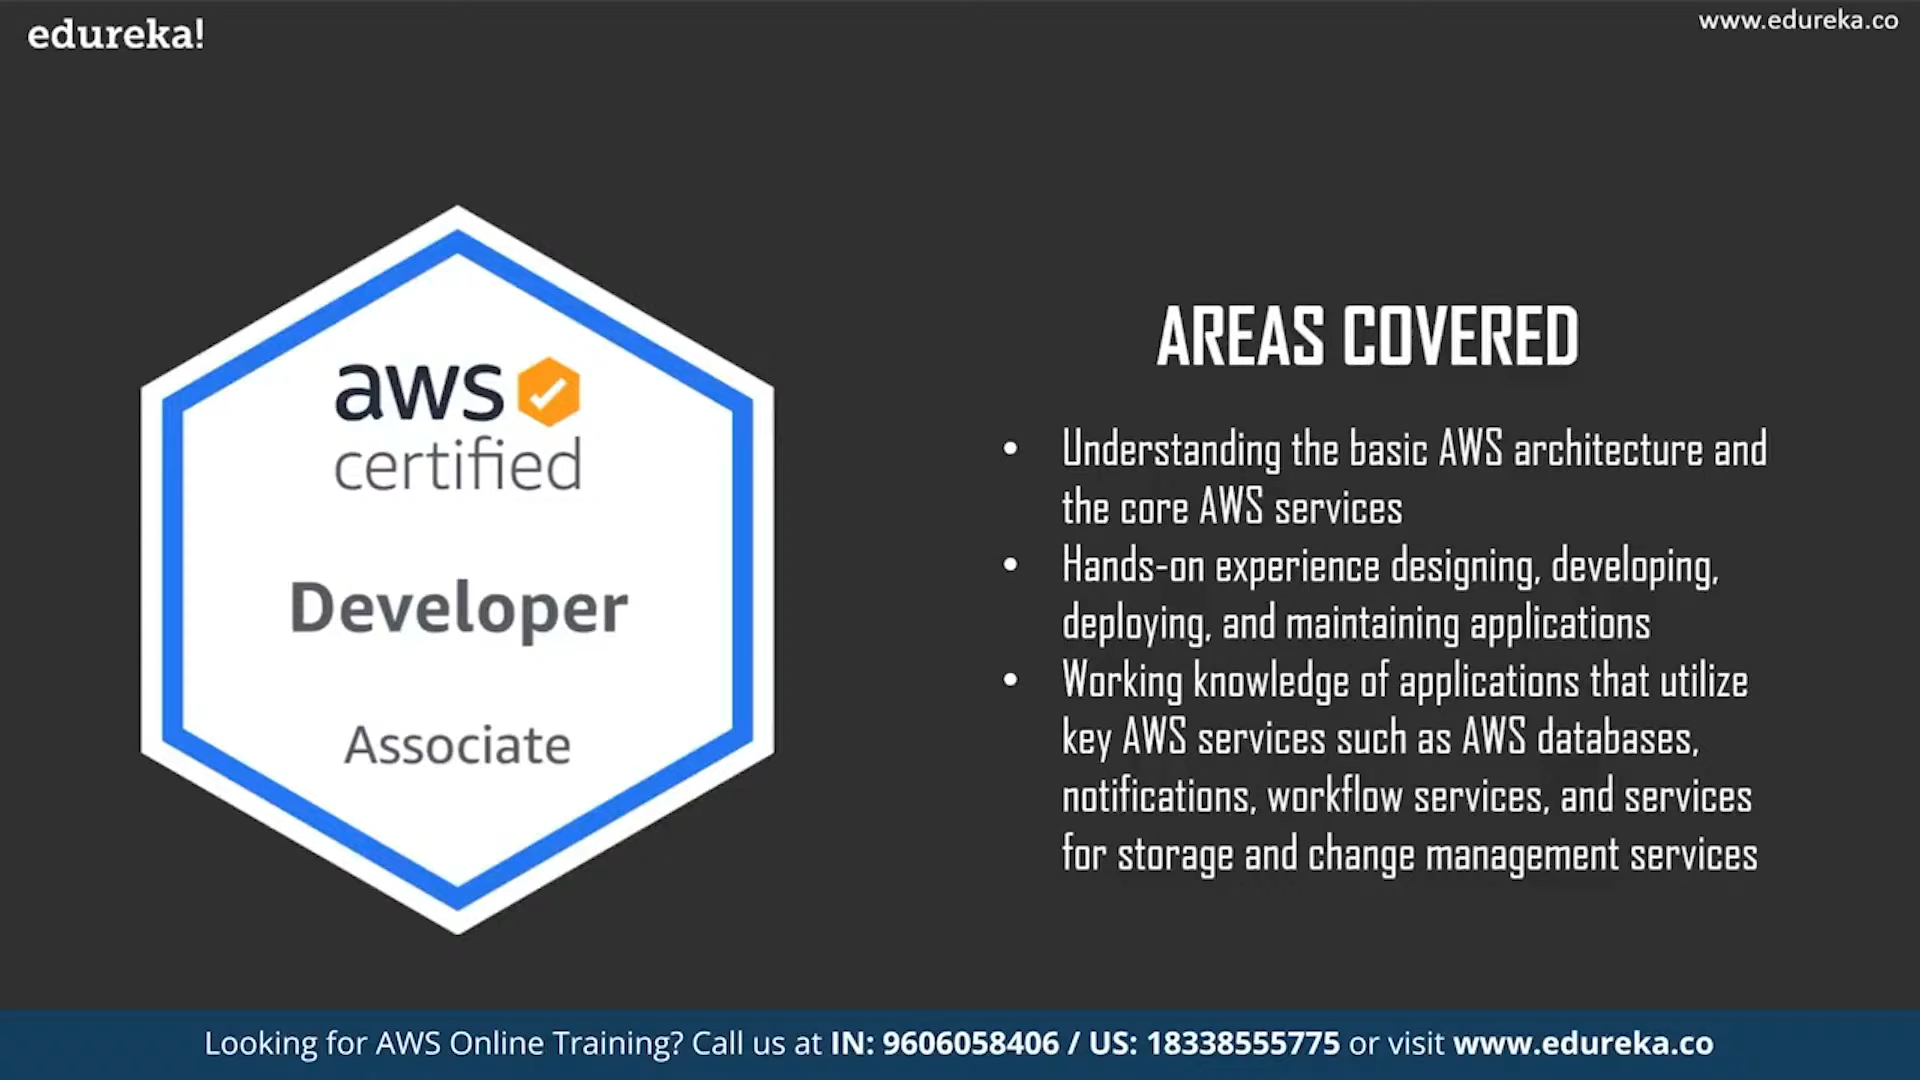 edureka!
www.edureka.co
aws
certified
Developer
Associate
AREAS COVERED
• Understanding the basic AWS architecture and
the core AWS services
• Hands-on experience designing, developing,
deploying, and maintaining applications
• Working knowledge of applications that utilize
key AWS services such as AWS databases,
notifications, workflow services, and services
for storage and change management services
Looking for AWS Online Training? Call us at IN: 9606058406 / US: 18338555775 or visit www.edureka.co